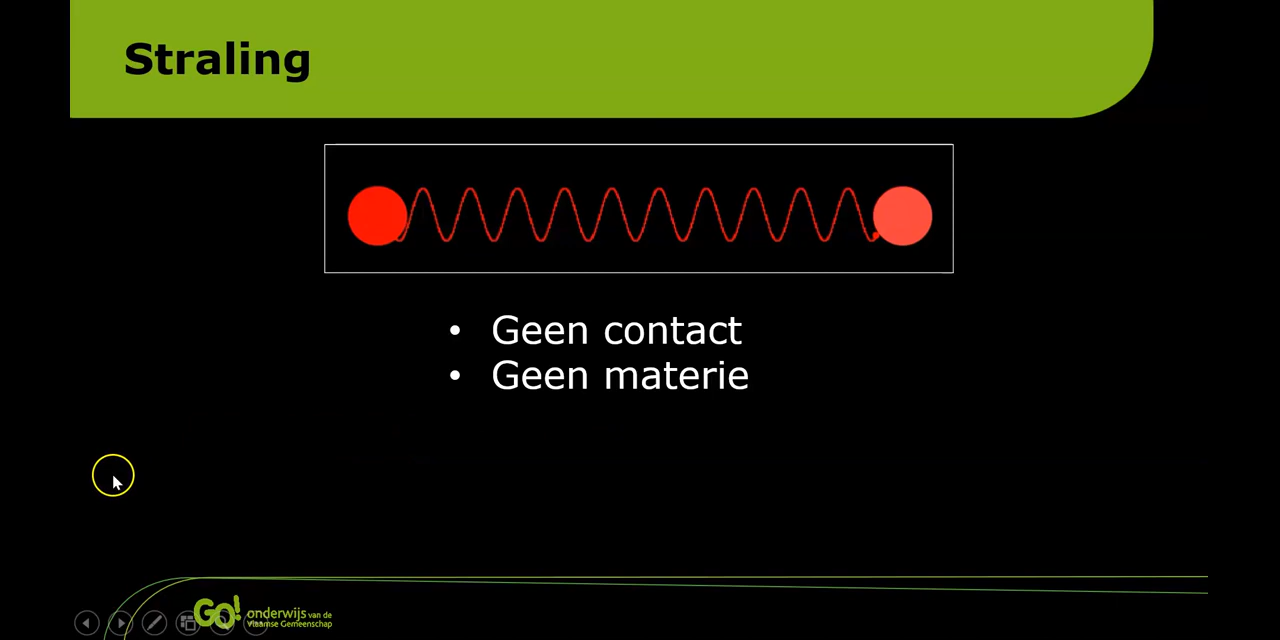 Straling
• Geen contact
• Geen materie
GO! onderwijs van de
Vlaamse Gemeenschap